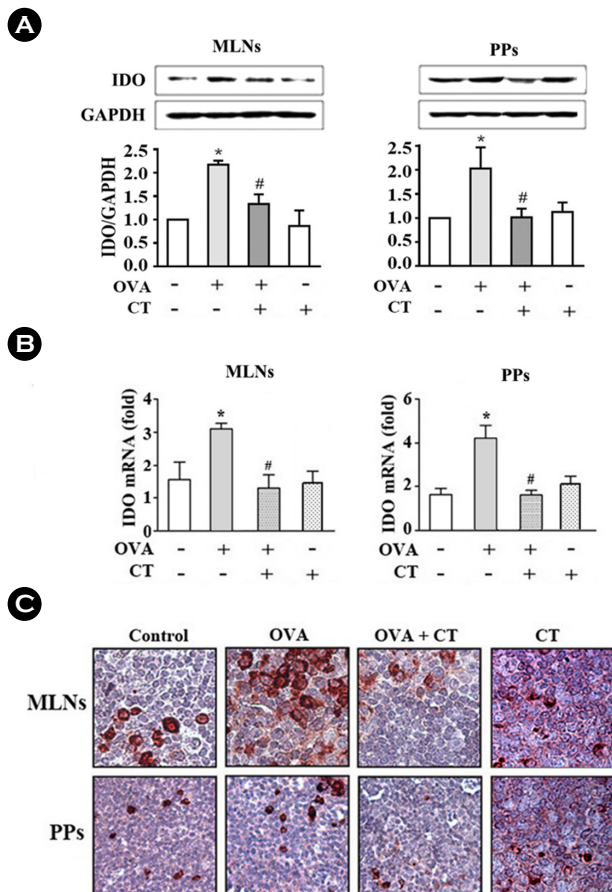 A
MLNs
PPs
IDO
GAPDH
IDO/GAPDH
2.5
2.0
1.5
1.0
0.5
0.0
*
#
2.5
2.0
1.5
1.0
0.5
0.0
*
#
OVA - + + - - + + -
CT - - + + - - + +
B
MLNs
PPs
IDO mRNA (fold)
4
3
2
1
0
*
#
IDO mRNA (fold)
6
4
2
0
*
#
OVA - + + - OVA - + + -
CT - - + + CT - - + +
C
Control OVA OVA + CT CT
MLNs
PPs